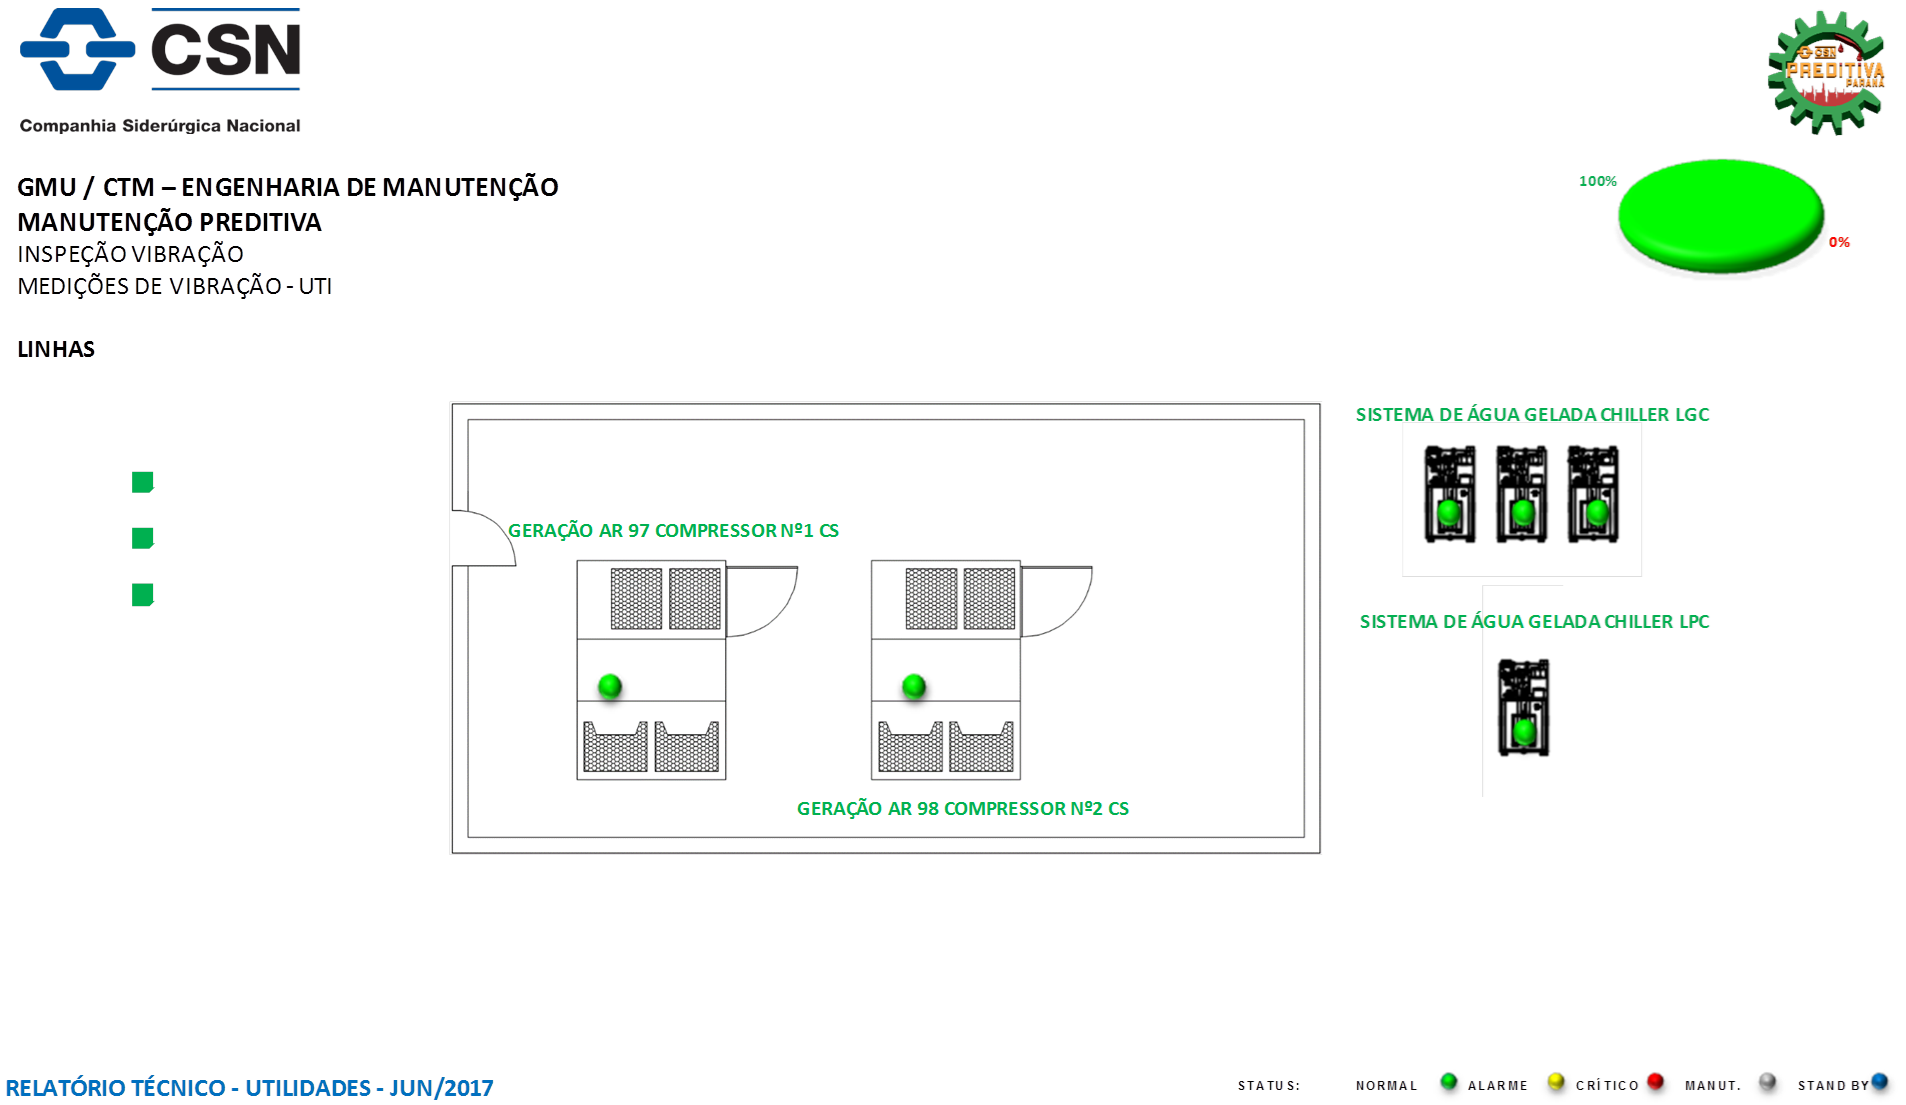 CSN
Companhia Siderúrgica Nacional
CSN
PREDITIVA
PARANÁ
GMU / CTM – ENGENHARIA DE MANUTENÇÃO
MANUTENÇÃO PREDITIVA
INSPEÇÃO VIBRAÇÃO
MEDIÇÕES DE VIBRAÇÃO - UTI
100%
0%
LINHAS
SISTEMA DE ÁGUA GELADA CHILLER LGC
GERAÇÃO AR 97 COMPRESSOR Nº1 CS
SISTEMA DE ÁGUA GELADA CHILLER LPC
GERAÇÃO AR 98 COMPRESSOR Nº2 CS
RELATÓRIO TÉCNICO - UTILIDADES - JUN/2017
STATUS: NORMAL ALARME CRÍTICO MANUT. STAND BY